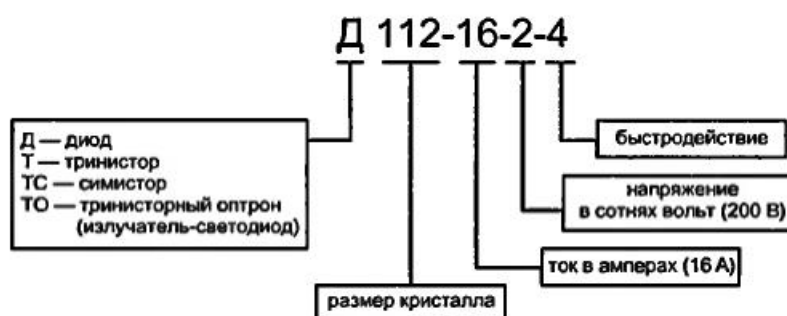 Д 112-16-2-4
Д — диод
Т — тринистор
ТС — симистор
ТО — тринисторный оптрон
(излучатель-светодиод)
быстродействие
напряжение
в сотнях вольт (200 В)
ток в амперах (16 А)
размер кристалла